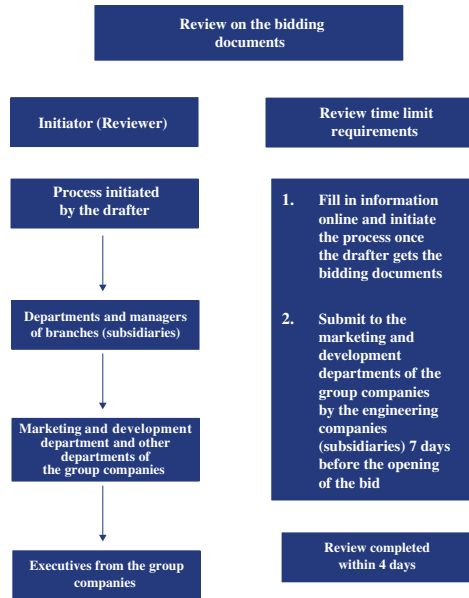 Review on the bidding
documents
Initiator (Reviewer)
Process initiated
by the drafter
Departments and managers
of branches (subsidiaries)
Marketing and development
department and other
departments of
the group companies
Executives from the group
companies
Review time limit
requirements
1. Fill in information
online and initiate
the process once
the drafter gets the
bidding documents
2. Submit to the
marketing and
development
departments of the
group companies
by the engineering
companies
(subsidiaries) 7 days
before the opening
of the bid
Review completed
within 4 days